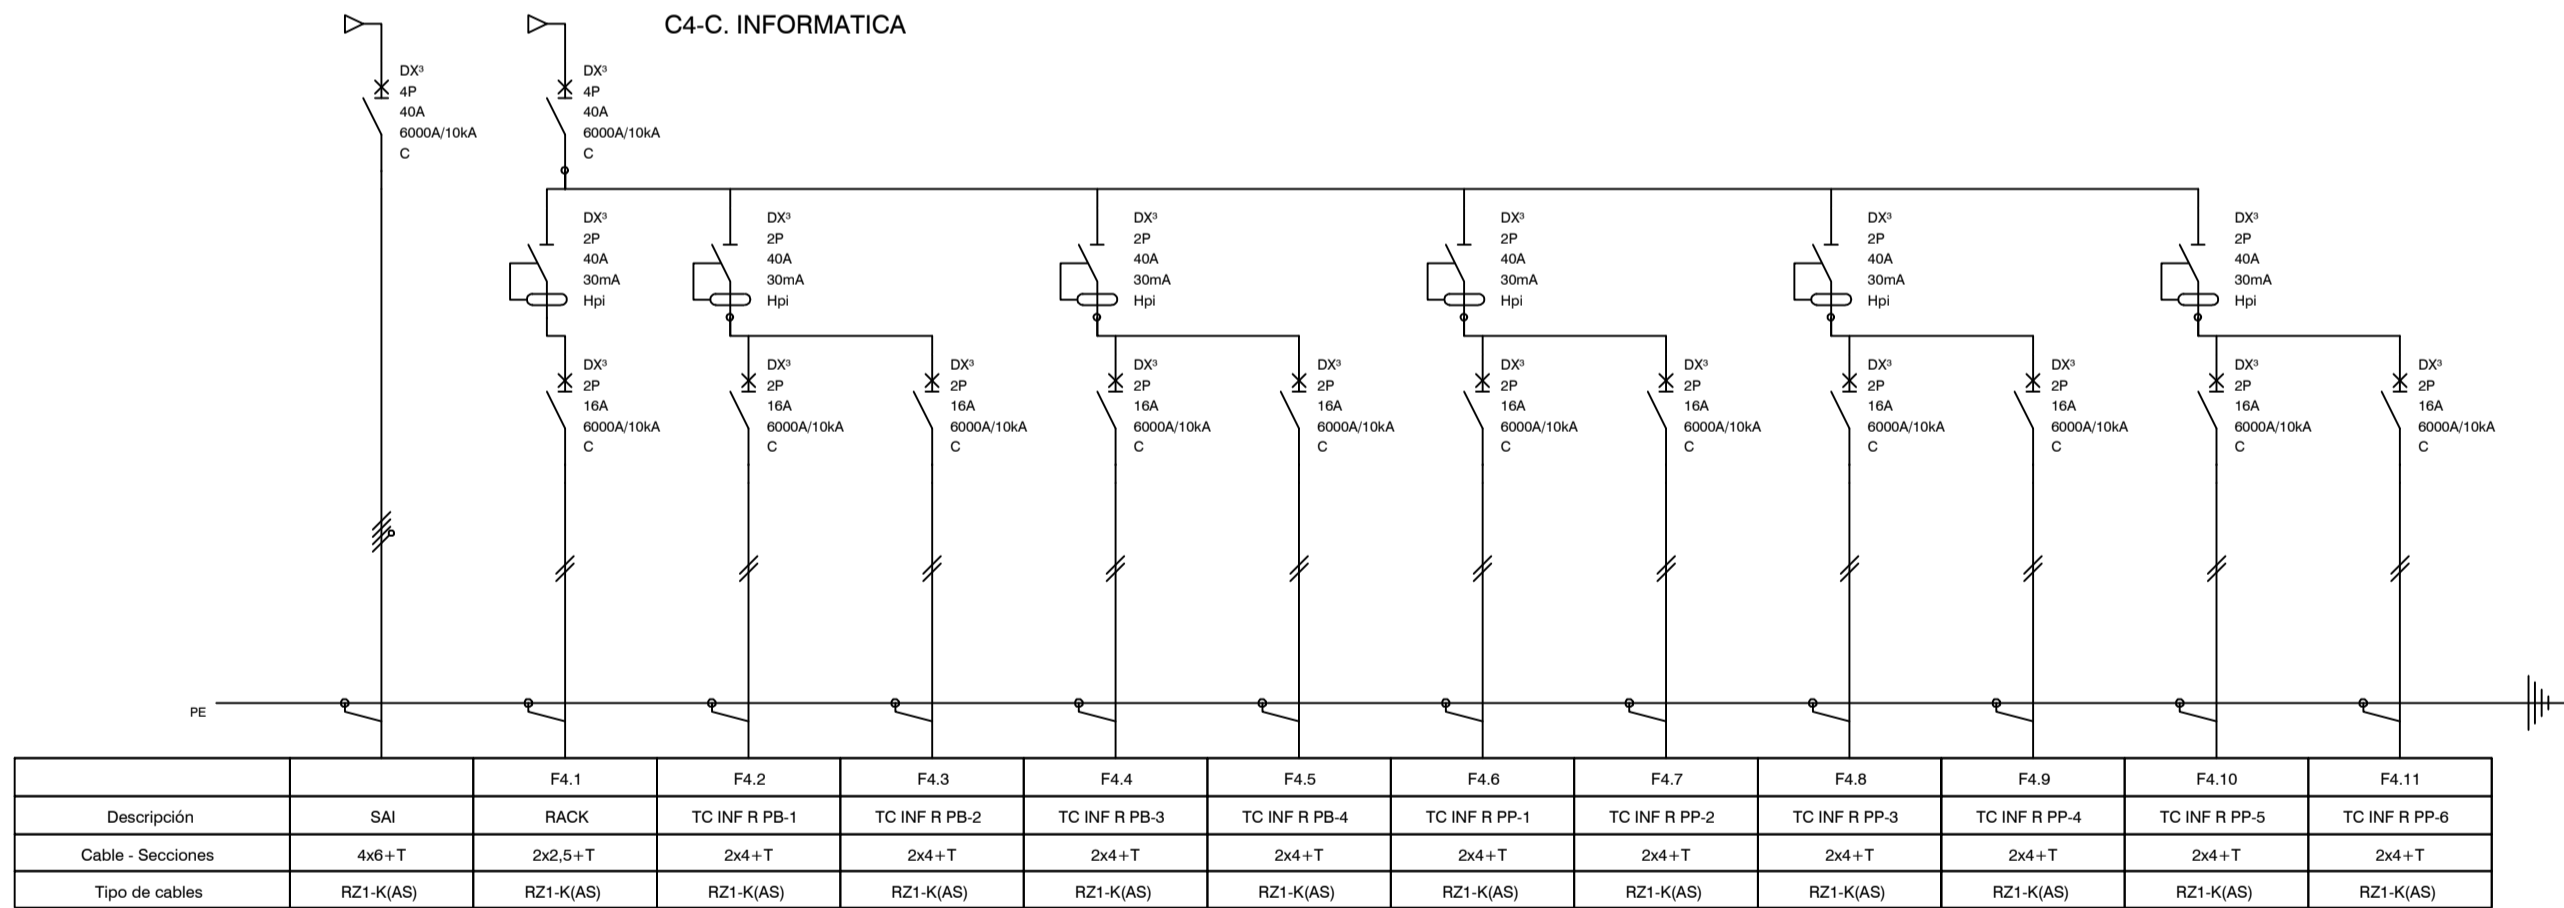 C4-C. INFORMATICA
DX³
4P
40A
6000A/10kA
C
DX³
4P
40A
6000A/10kA
C
DX³
2P
40A
30mA
Hpi
DX³
2P
40A
30mA
Hpi
DX³
2P
40A
30mA
Hpi
DX³
2P
40A
30mA
Hpi
DX³
2P
40A
30mA
Hpi
DX³
2P
40A
30mA
Hpi
DX³
2P
16A
6000A/10kA
C
DX³
2P
16A
6000A/10kA
C
DX³
2P
16A
6000A/10kA
C
DX³
2P
16A
6000A/10kA
C
DX³
2P
16A
6000A/10kA
C
DX³
2P
16A
6000A/10kA
C
DX³
2P
16A
6000A/10kA
C
DX³
2P
16A
6000A/10kA
C
DX³
2P
16A
6000A/10kA
C
DX³
2P
16A
6000A/10kA
C
DX³
2P
16A
6000A/10kA
C
PE
F4.1 F4.2 F4.3 F4.4 F4.5 F4.6 F4.7 F4.8 F4.9 F4.10 F4.11
Descripción SAI RACK TC INF R PB-1 TC INF R PB-2 TC INF R PB-3 TC INF R PB-4 TC INF R PP-1 TC INF R PP-2 TC INF R PP-3 TC INF R PP-4 TC INF R PP-5 TC INF R PP-6
Cable - Secciones 4x6+T 2x2,5+T 2x4+T 2x4+T 2x4+T 2x4+T 2x4+T 2x4+T 2x4+T 2x4+T 2x4+T 2x4+T
Tipo de cables RZ1-K(AS) RZ1-K(AS) RZ1-K(AS) RZ1-K(AS) RZ1-K(AS) RZ1-K(AS) RZ1-K(AS) RZ1-K(AS) RZ1-K(AS) RZ1-K(AS) RZ1-K(AS) RZ1-K(AS)